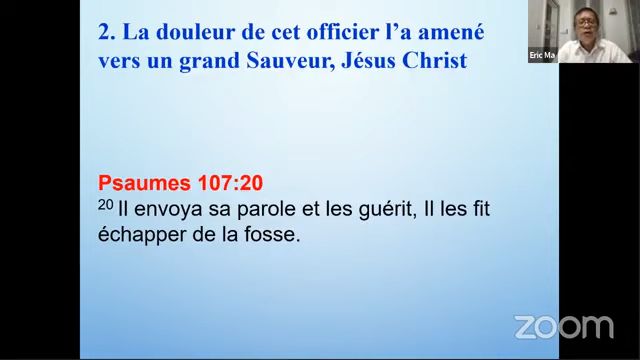 2. La douleur de cet officier l’a amené
vers un grand Sauveur, Jésus Christ
Eric Ma
Psaumes 107:20
20 Il envoya sa parole et les guérit, Il les fit
échapper de la fosse.
zoom